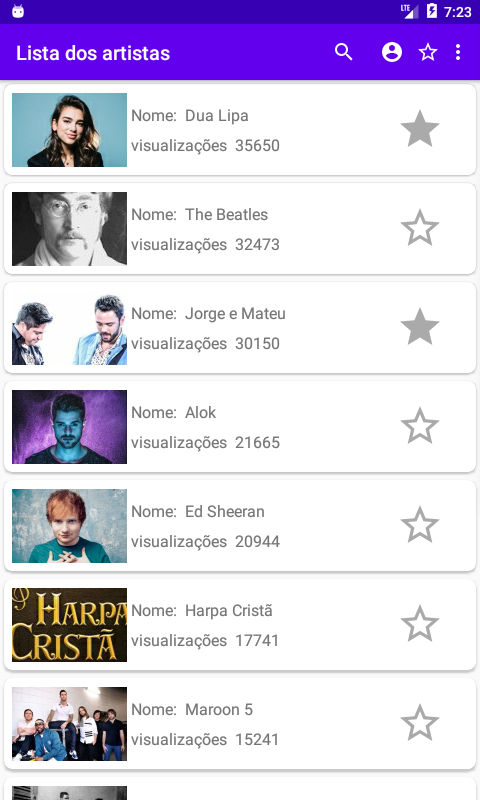 LTE 7:23
Lista dos artistas
Nome: Dua Lipa
visualizações 35650
Nome: The Beatles
visualizações 32473
Nome: Jorge e Mateu
visualizações 30150
Nome: Alok
visualizações 21665
Nome: Ed Sheeran
visualizações 20944
HARPA
CRISTÃ
Nome: Harpa Cristã
visualizações 17741
Nome: Maroon 5
visualizações 15241